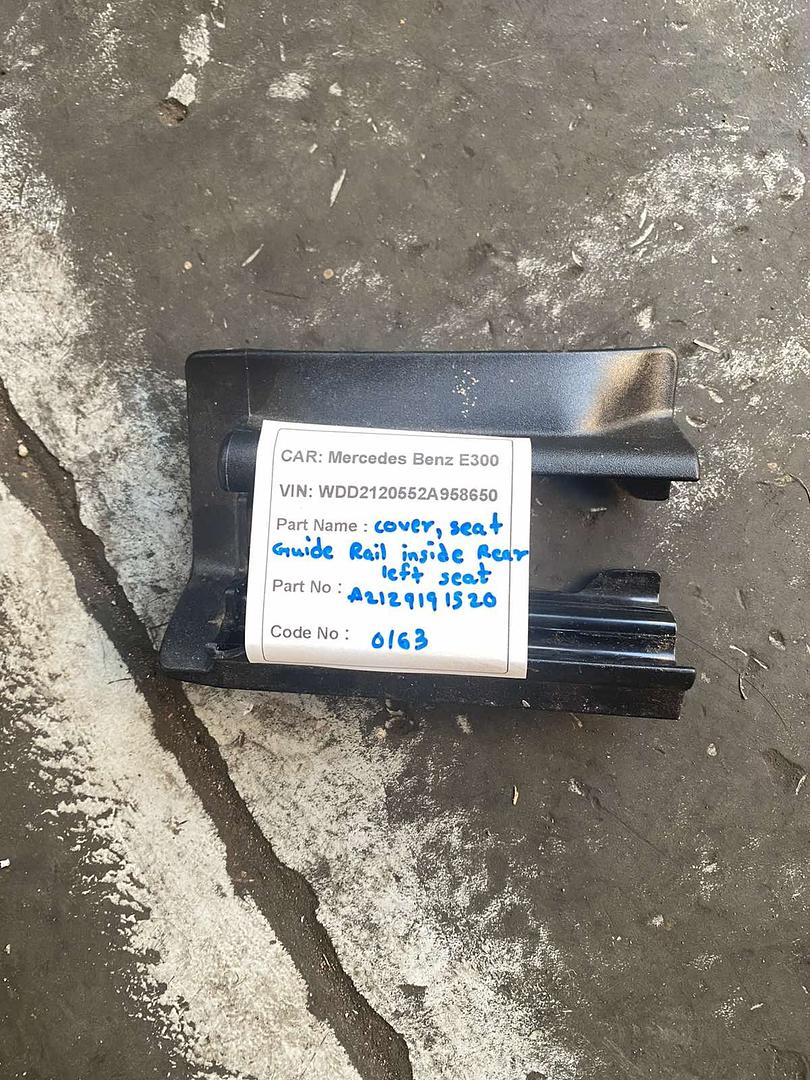 CAR: Mercedes Benz E300
VIN: WDD2120552A958650
Part Name : cover, seat
Guide Rail inside Rear
left seat
Part No : A2129191520
Code No : 0163